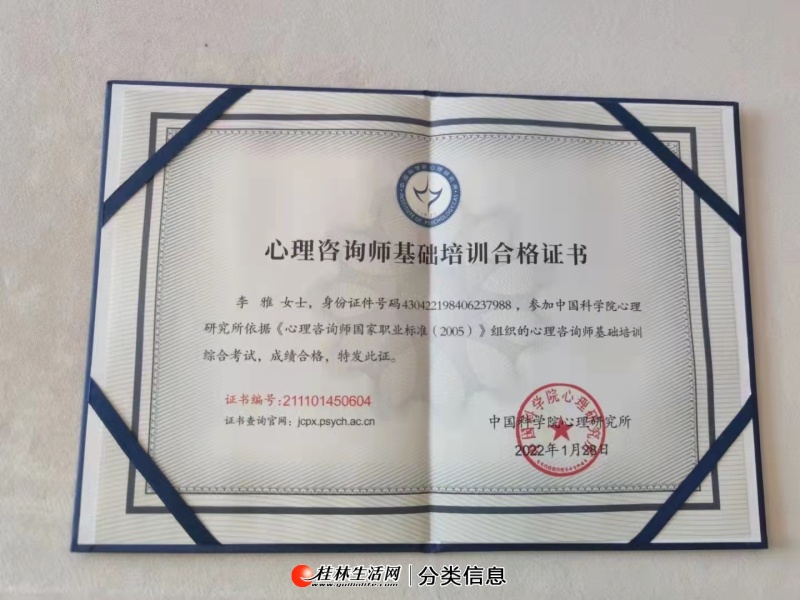 心理咨询师基础培训合格证书
李 雅 女士，身份证件号码430422198406237988，参加中国科学院心理
研究所依据《心理咨询师国家职业标准（2005）》组织的心理咨询师基础培训
综合考试，成绩合格，特发此证。
证书编号:211101450604
证书查询官网：jcpx.psych.ac.cn
中国科学院心理研究所
2022年1月28日
桂林生活网
www.guilinlife.com
分类信息